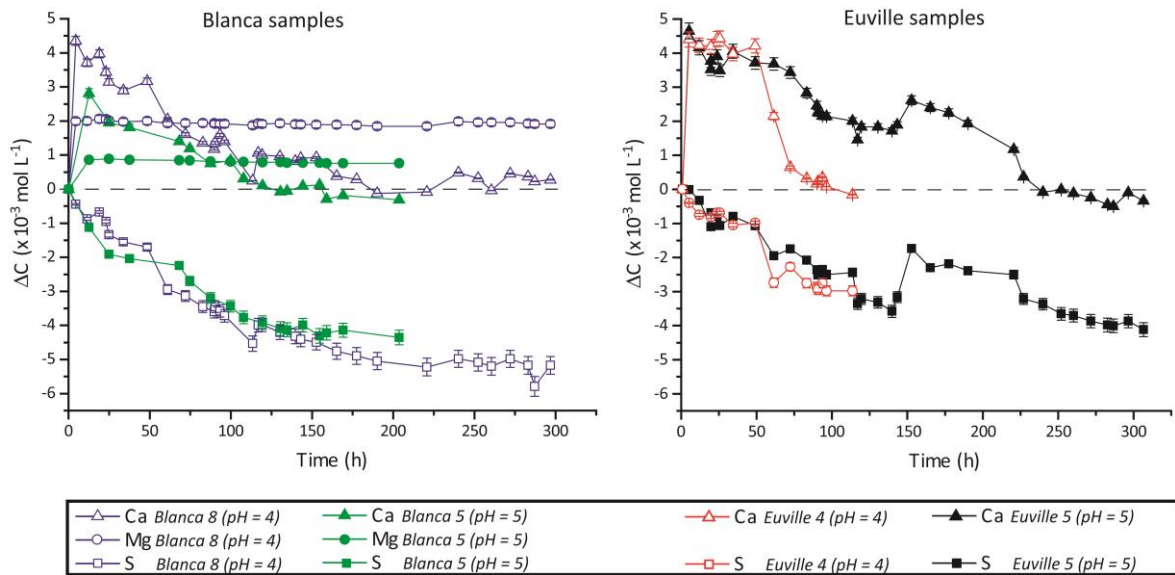 Blanca samples
5
4
3
2
1
0
-1
-2
-3
-4
-5
-6
ΔC (x 10⁻³ mol L⁻¹)
0 50 100 150 200 250 300
Time (h)
Euville samples
5
4
3
2
1
0
-1
-2
-3
-4
-5
-6
ΔC (x 10⁻³ mol L⁻¹)
0 50 100 150 200 250 300
Time (h)
Ca Blanca 8 (pH = 4) Ca Blanca 5 (pH = 5) Ca Euville 4 (pH = 4) Ca Euville 5 (pH = 5)
Mg Blanca 8 (pH = 4) Mg Blanca 5 (pH = 5)
S Blanca 8 (pH = 4) S Blanca 5 (pH = 5) S Euville 4 (pH = 4) S Euville 5 (pH = 5)